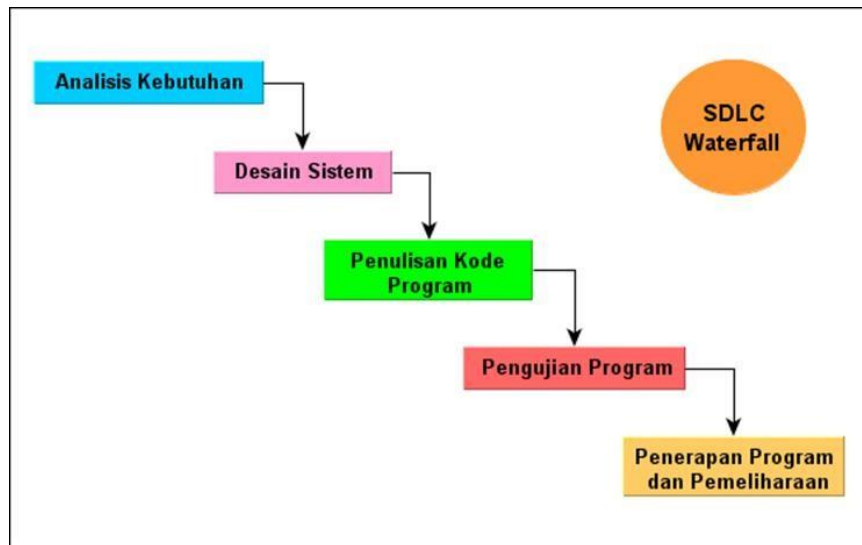 Analisis Kebutuhan
SDLC
Waterfall
Desain Sistem
Penulisan Kode
Program
Pengujian Program
Penerapan Program
dan Pemeliharaan